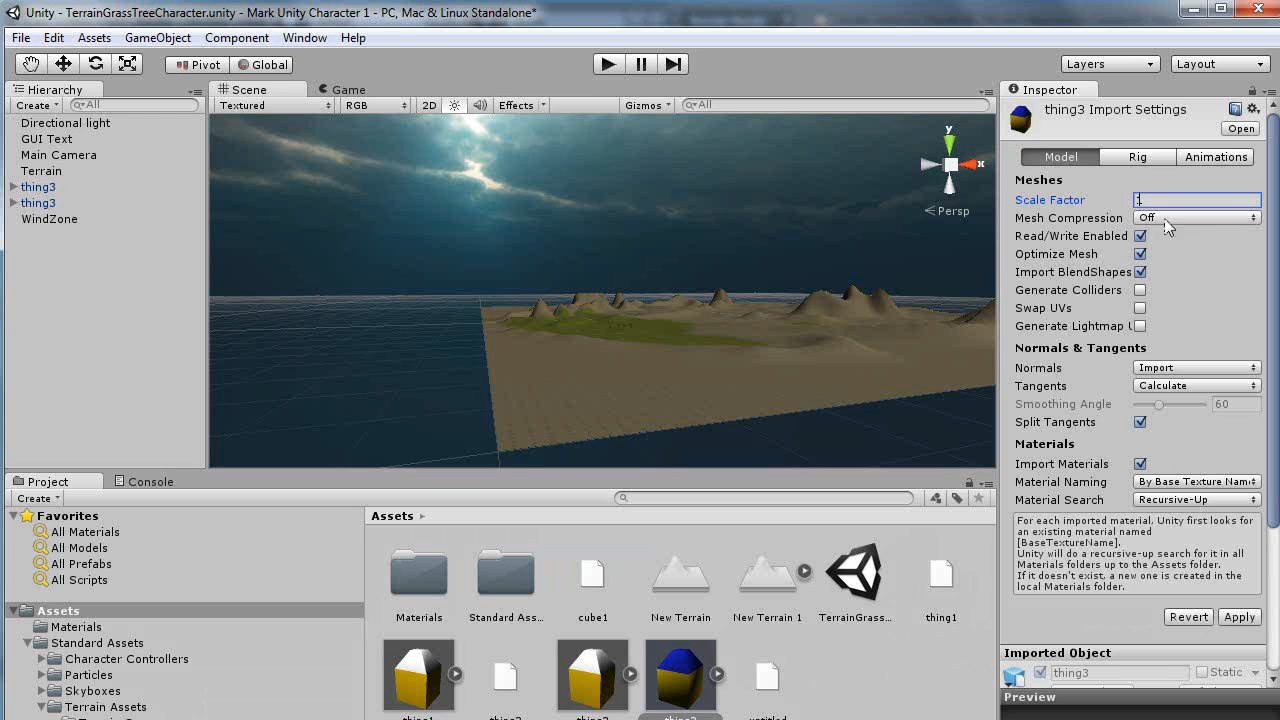 Unity - TerrainGrassTreeCharacter.unity - Mark Unity Character 1 - PC, Mac & Linux Standalone*
File Edit Assets GameObject Component Window Help
Pivot Global Layers Layout
Hierarchy
Create All
Directional light
GUI Text
Main Camera
Terrain
thing3
thing3
WindZone
Scene Game
Textured RGB 2D Effects Gizmos All
y
x
Persp
Inspector
thing3 Import Settings
Open
Model Rig Animations
Meshes
Scale Factor 1
Mesh Compression Off
Read/Write Enabled
Optimize Mesh
Import BlendShapes
Generate Colliders
Swap UVs
Generate Lightmap U
Normals & Tangents
Normals Import
Tangents Calculate
Smoothing Angle 60
Split Tangents
Materials
Import Materials
Material Naming By Base Texture Name
Material Search Recursive-Up
For each imported material, Unity first looks for
an existing material named
[BaseTextureName].
Unity will do a recursive-up search for it in all
Materials folders up to the Assets folder.
If it doesn't exist, a new one is created in the
local Materials folder.
Revert Apply
Imported Object
thing3 Static
Preview
Project Console
Create
Favorites
All Materials
All Models
All Prefabs
All Scripts
Assets
Materials
Standard Assets
Character Controllers
Particles
Skyboxes
Terrain Assets
Assets
Materials Standard Ass... cube1 New Terrain New Terrain 1 TerrainGrass... thing1